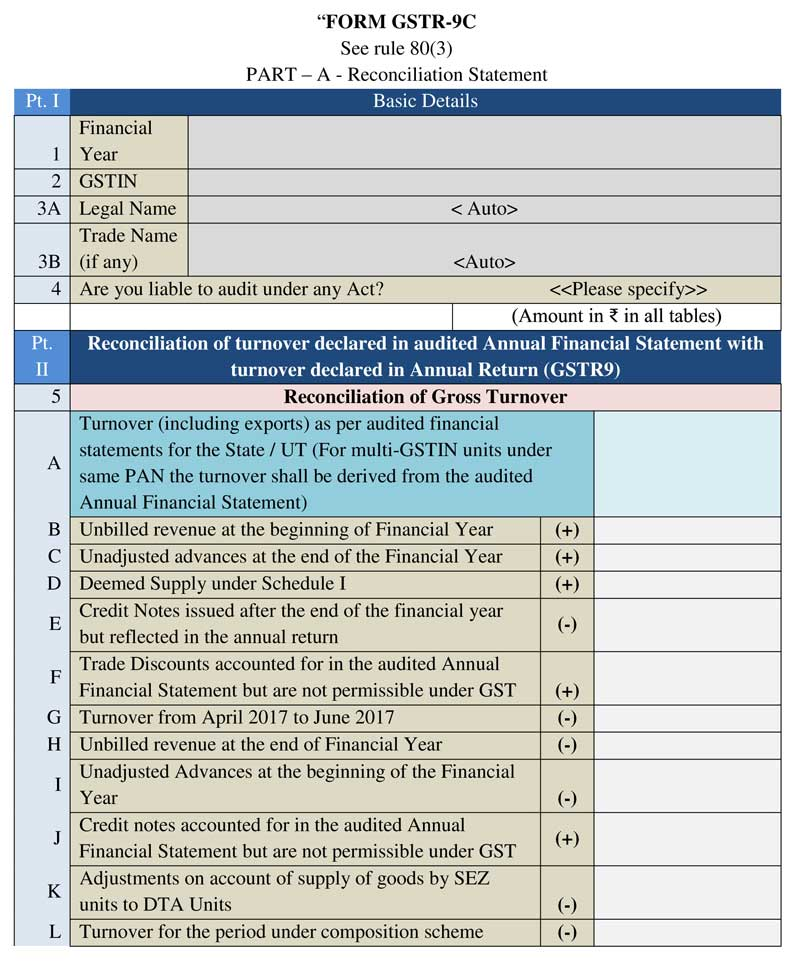 “FORM GSTR-9C
See rule 80(3)
PART – A - Reconciliation Statement
Pt. I Basic Details
Financial
1 Year
2 GSTIN
3A Legal Name < Auto>
Trade Name
3B (if any) <Auto>
4 Are you liable to audit under any Act? <<Please specify>>
(Amount in ₹ in all tables)
Pt. Reconciliation of turnover declared in audited Annual Financial Statement with
II turnover declared in Annual Return (GSTR9)
5 Reconciliation of Gross Turnover
Turnover (including exports) as per audited financial
statements for the State / UT (For multi-GSTIN units under
A same PAN the turnover shall be derived from the audited
Annual Financial Statement)
B Unbilled revenue at the beginning of Financial Year (+)
C Unadjusted advances at the end of the Financial Year (+)
D Deemed Supply under Schedule I (+)
E Credit Notes issued after the end of the financial year (-)
but reflected in the annual return
F Trade Discounts accounted for in the audited Annual
Financial Statement but are not permissible under GST (+)
G Turnover from April 2017 to June 2017 (-)
H Unbilled revenue at the end of Financial Year (-)
I Unadjusted Advances at the beginning of the Financial
Year (-)
J Credit notes accounted for in the audited Annual (+)
Financial Statement but are not permissible under GST
K Adjustments on account of supply of goods by SEZ
units to DTA Units (-)
L Turnover for the period under composition scheme (-)